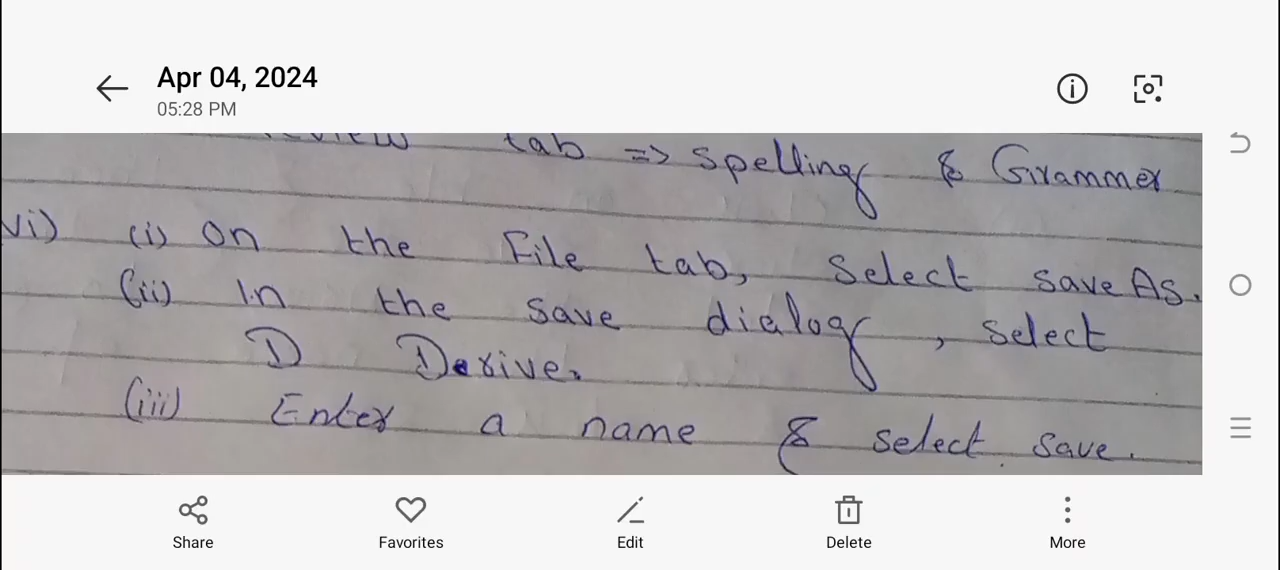 Apr 04, 2024
05:28 PM
review tab => spelling & Grammer
vi) (i) On the File tab, Select save As.
(ii) In the save dialog, select
D Derive.
(iii) Enter a name & select save.
Share Favorites Edit Delete More